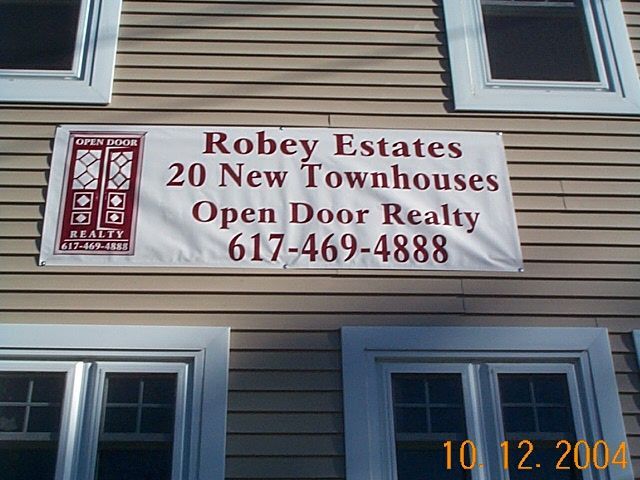 OPEN DOOR
REALTY
617-469-4888
Robey Estates
20 New Townhouses
Open Door Realty
617-469-4888
10. 12. 2004